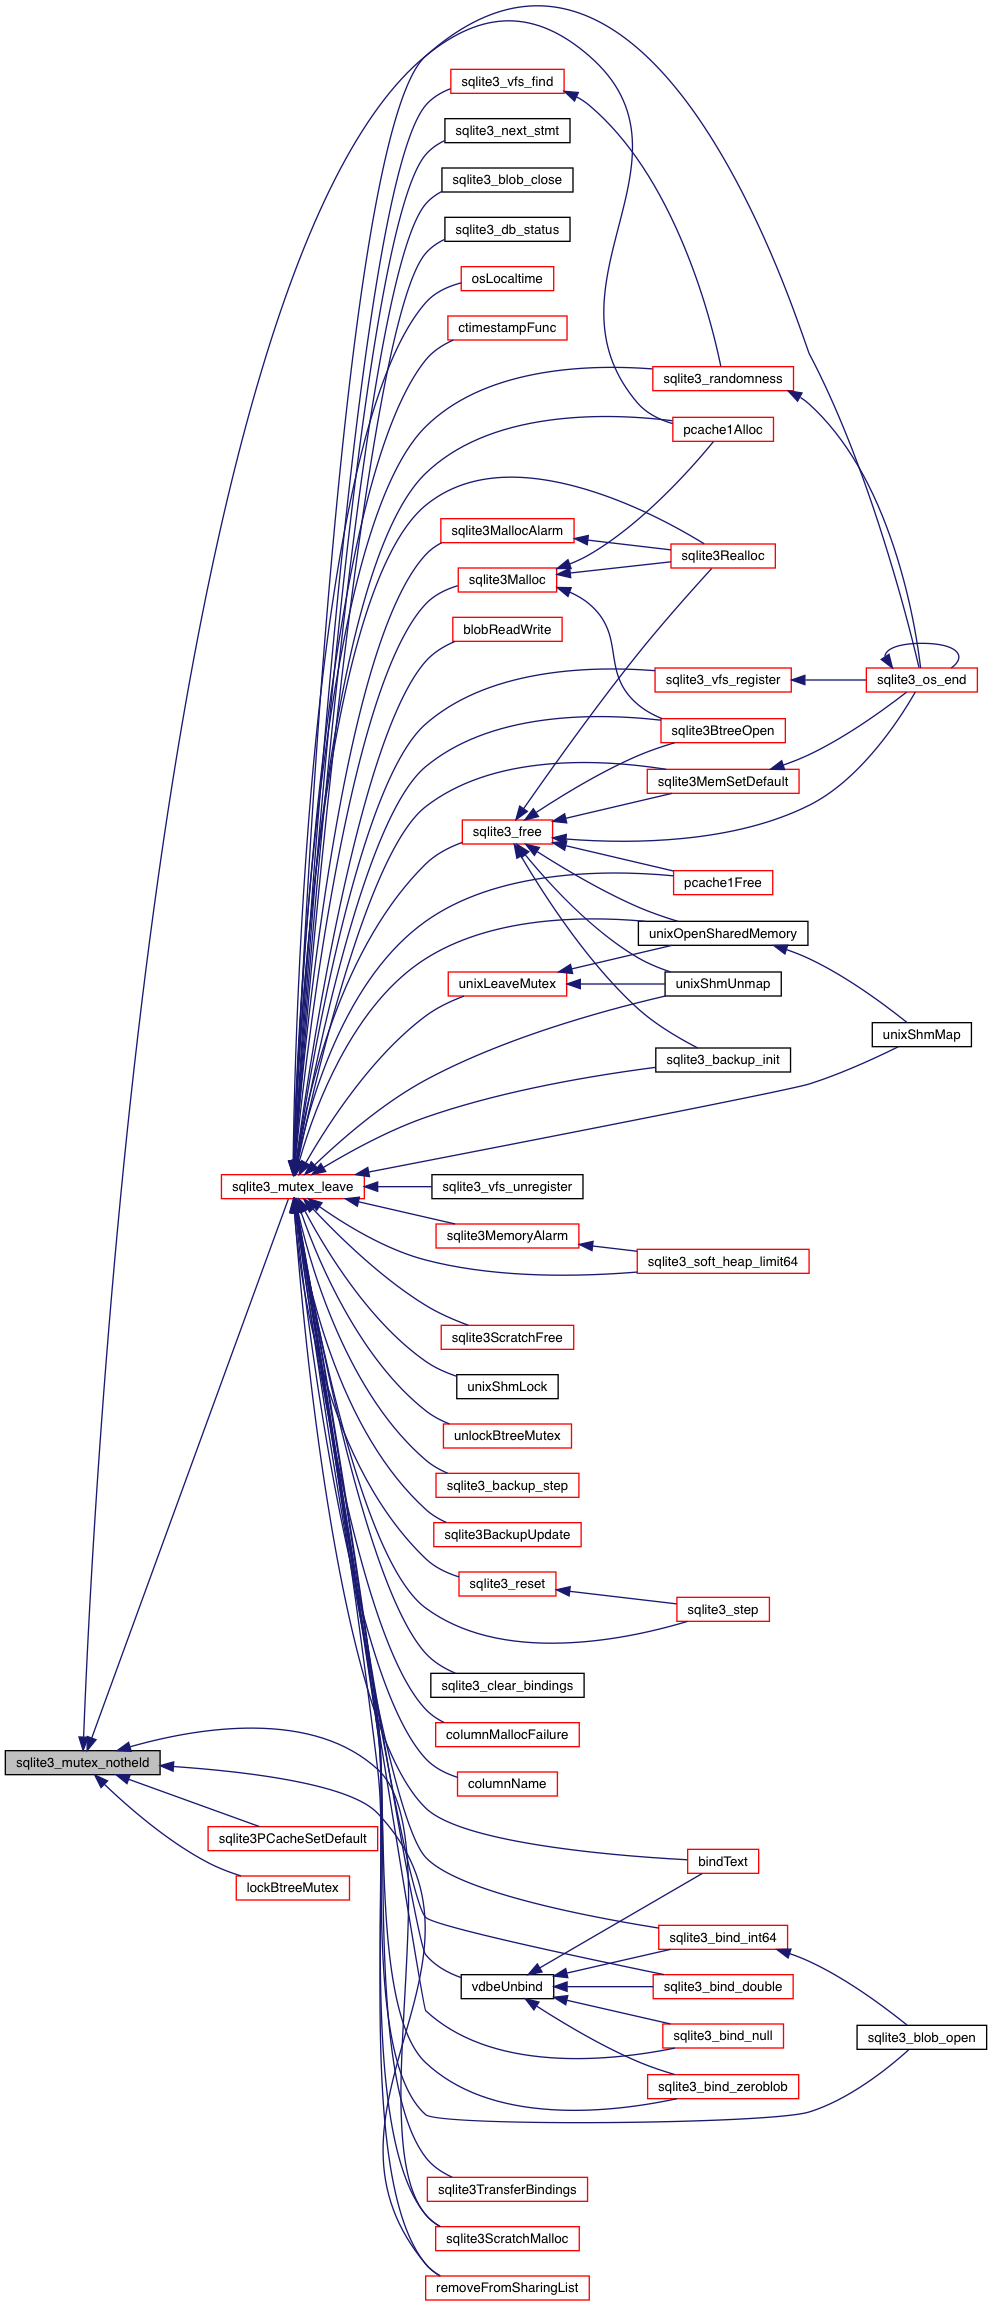 sqlite3_vfs_find
sqlite3_next_stmt
sqlite3_blob_close
sqlite3_db_status
osLocaltime
ctimestampFunc
sqlite3_randomness
pcache1Alloc
sqlite3MallocAlarm
sqlite3Realloc
sqlite3Malloc
blobReadWrite
sqlite3_vfs_register
sqlite3_os_end
sqlite3BtreeOpen
sqlite3MemSetDefault
sqlite3_free
pcache1Free
unixOpenSharedMemory
unixLeaveMutex
unixShmUnmap
unixShmMap
sqlite3_backup_init
sqlite3_mutex_leave
sqlite3_vfs_unregister
sqlite3MemoryAlarm
sqlite3_soft_heap_limit64
sqlite3ScratchFree
unixShmLock
unlockBtreeMutex
sqlite3_backup_step
sqlite3BackupUpdate
sqlite3_reset
sqlite3_step
sqlite3_clear_bindings
columnMallocFailure
sqlite3_mutex_notheld
columnName
sqlite3PCacheSetDefault
bindText
lockBtreeMutex
sqlite3_bind_int64
vdbeUnbind
sqlite3_bind_double
sqlite3_bind_null
sqlite3_blob_open
sqlite3_bind_zeroblob
sqlite3TransferBindings
sqlite3ScratchMalloc
removeFromSharingList